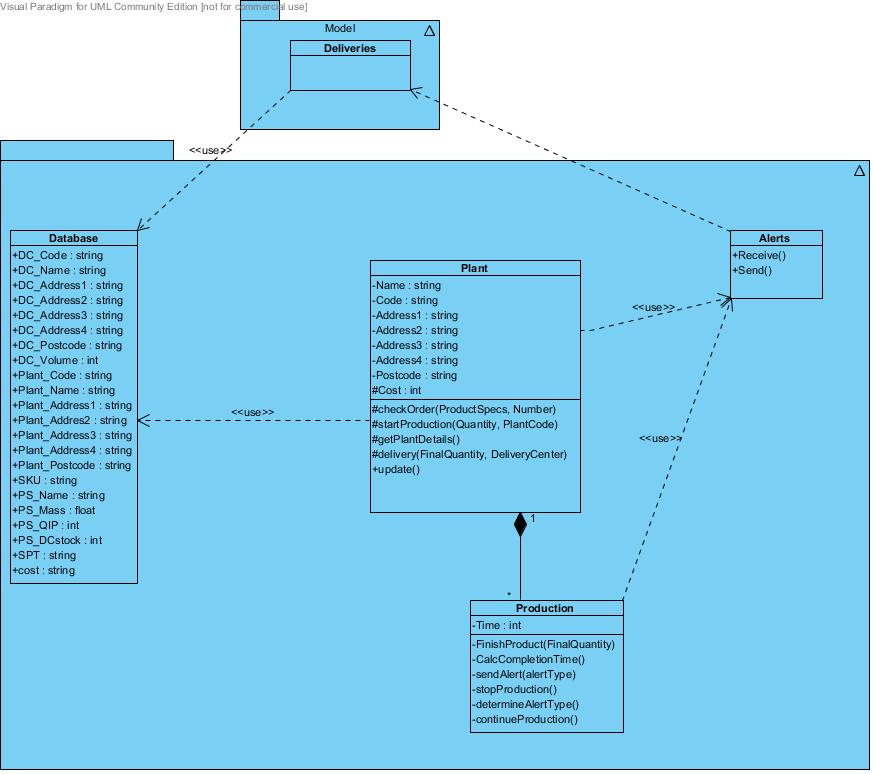 Visual Paradigm for UML Community Edition [not for commercial use]
Model
Deliveries
<<use>>
Database
+DC_Code : string
+DC_Name : string
+DC_Address1 : string
+DC_Address2 : string
+DC_Address3 : string
+DC_Address4 : string
+DC_Postcode : string
+DC_Volume : int
+Plant_Code : string
+Plant_Name : string
+Plant_Address1 : string
+Plant_Addres2 : string
+Plant_Address3 : string
+Plant_Address4 : string
+Plant_Postcode : string
+SKU : string
+PS_Name : string
+PS_Mass : float
+PS_QIP : int
+PS_DCstock : int
+SPT : string
+cost : string
<<use>>
Plant
-Name : string
-Code : string
-Address1 : string
-Address2 : string
-Address3 : string
-Address4 : string
-Postcode : string
#Cost : int
#checkOrder(ProductSpecs, Number)
#startProduction(Quantity, PlantCode)
#getPlantDetails()
#delivery(FinalQuantity, DeliveryCenter)
+update()
Alerts
+Receive()
+Send()
<<use>>
<<use>>
1
*
Production
-Time : int
-FinishProduct(FinalQuantity)
-CalcCompletionTime()
-sendAlert(alertType)
-stopProduction()
-determineAlertType()
-continueProduction()